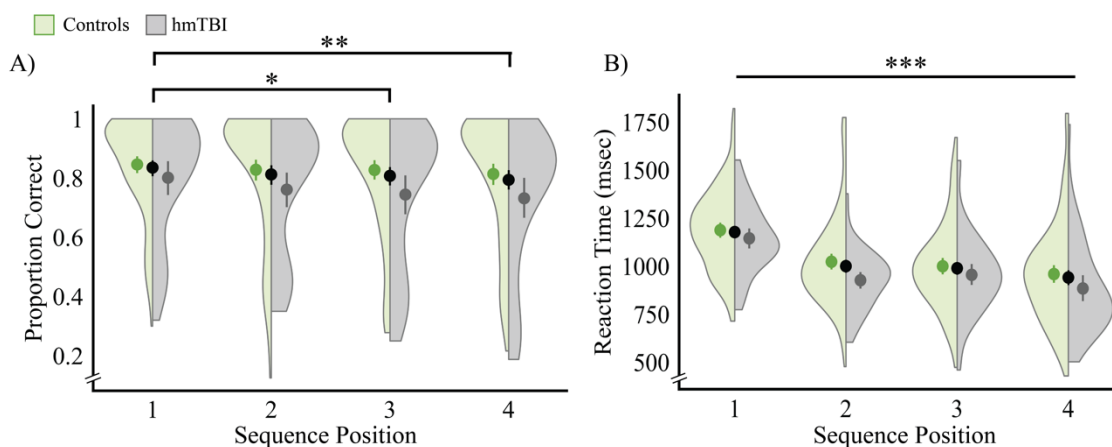 Controls hmTBI
A)
**
*
Proportion Correct
1
0.8
0.6
0.4
0.2
1 2 3 4
Sequence Position
B)
***
Reaction Time (msec)
1750
1500
1250
1000
750
500
1 2 3 4
Sequence Position